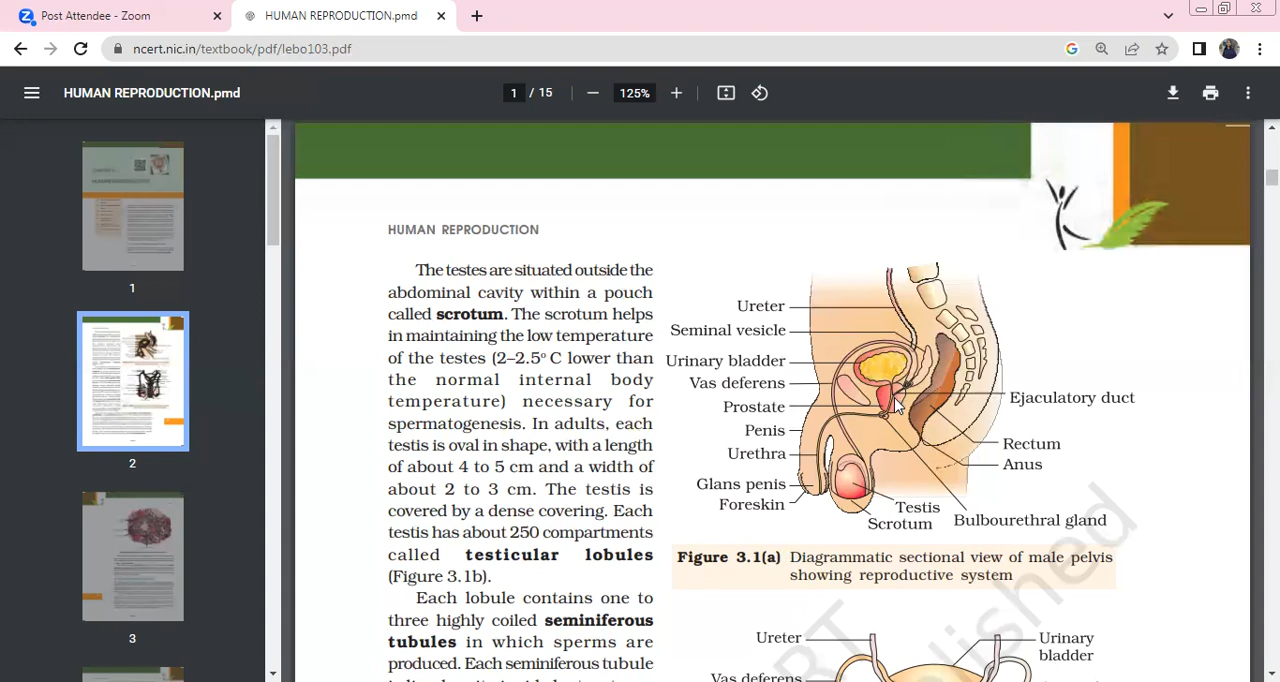 Post Attendee - Zoom
HUMAN REPRODUCTION.pmd
ncert.nic.in/textbook/pdf/lebo103.pdf
HUMAN REPRODUCTION.pmd
1 / 15
125%
1
2
3
HUMAN REPRODUCTION
The testes are situated outside the
abdominal cavity within a pouch
called scrotum. The scrotum helps
in maintaining the low temperature
of the testes (2–2.5° C lower than
the normal internal body
temperature) necessary for
spermatogenesis. In adults, each
testis is oval in shape, with a length
of about 4 to 5 cm and a width of
about 2 to 3 cm. The testis is
covered by a dense covering. Each
testis has about 250 compartments
called testicular lobules
(Figure 3.1b).
Each lobule contains one to
three highly coiled seminiferous
tubules in which sperms are
produced. Each seminiferous tubule
Ureter
Seminal vesicle
Urinary bladder
Vas deferens
Prostate
Penis
Urethra
Glans penis
Foreskin
Testis
Scrotum
Bulbourethral gland
Ejaculatory duct
Rectum
Anus
Figure 3.1(a) Diagrammatic sectional view of male pelvis
showing reproductive system
Ureter
Urinary
bladder
Vas deferens